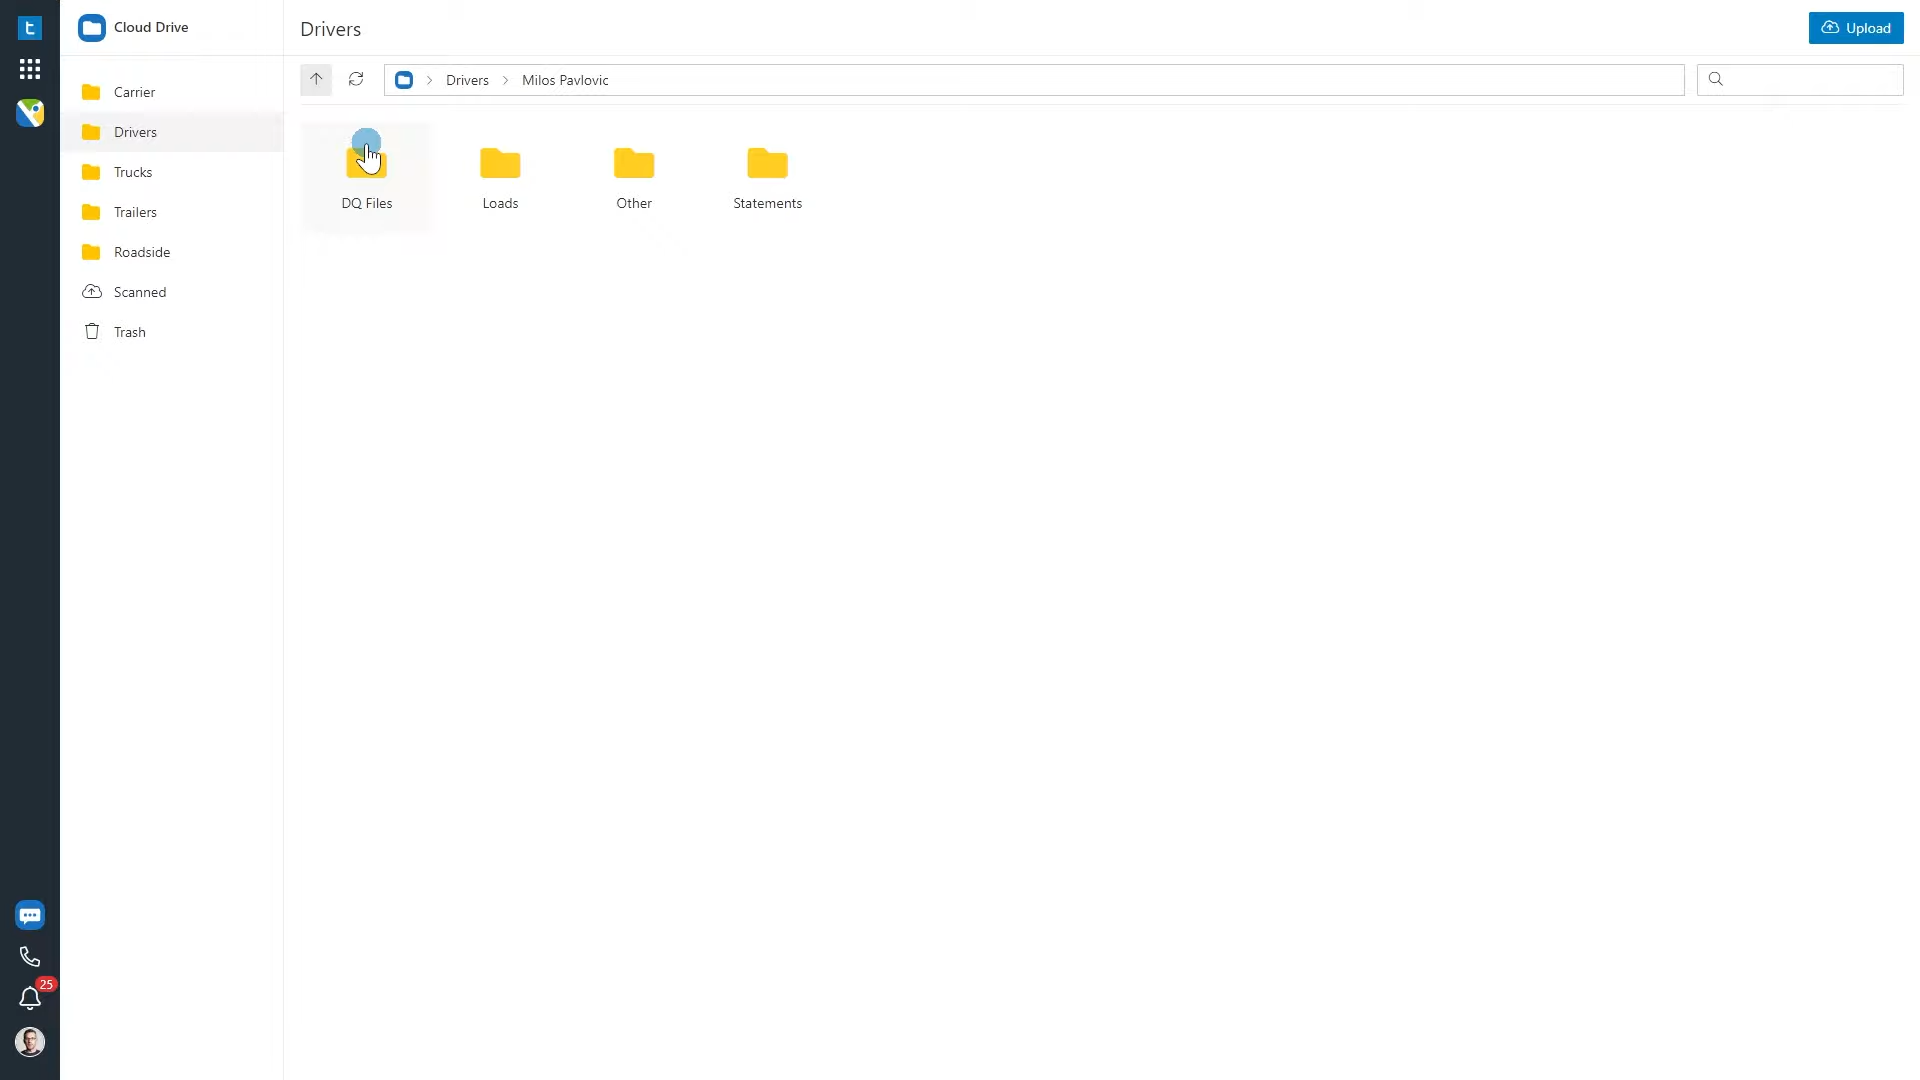 t
Cloud Drive
Drivers
Upload
Drivers
Milos Pavlovic
Carrier
Drivers
Trucks
Trailers
Roadside
Scanned
Trash
DQ Files
Loads
Other
Statements
25